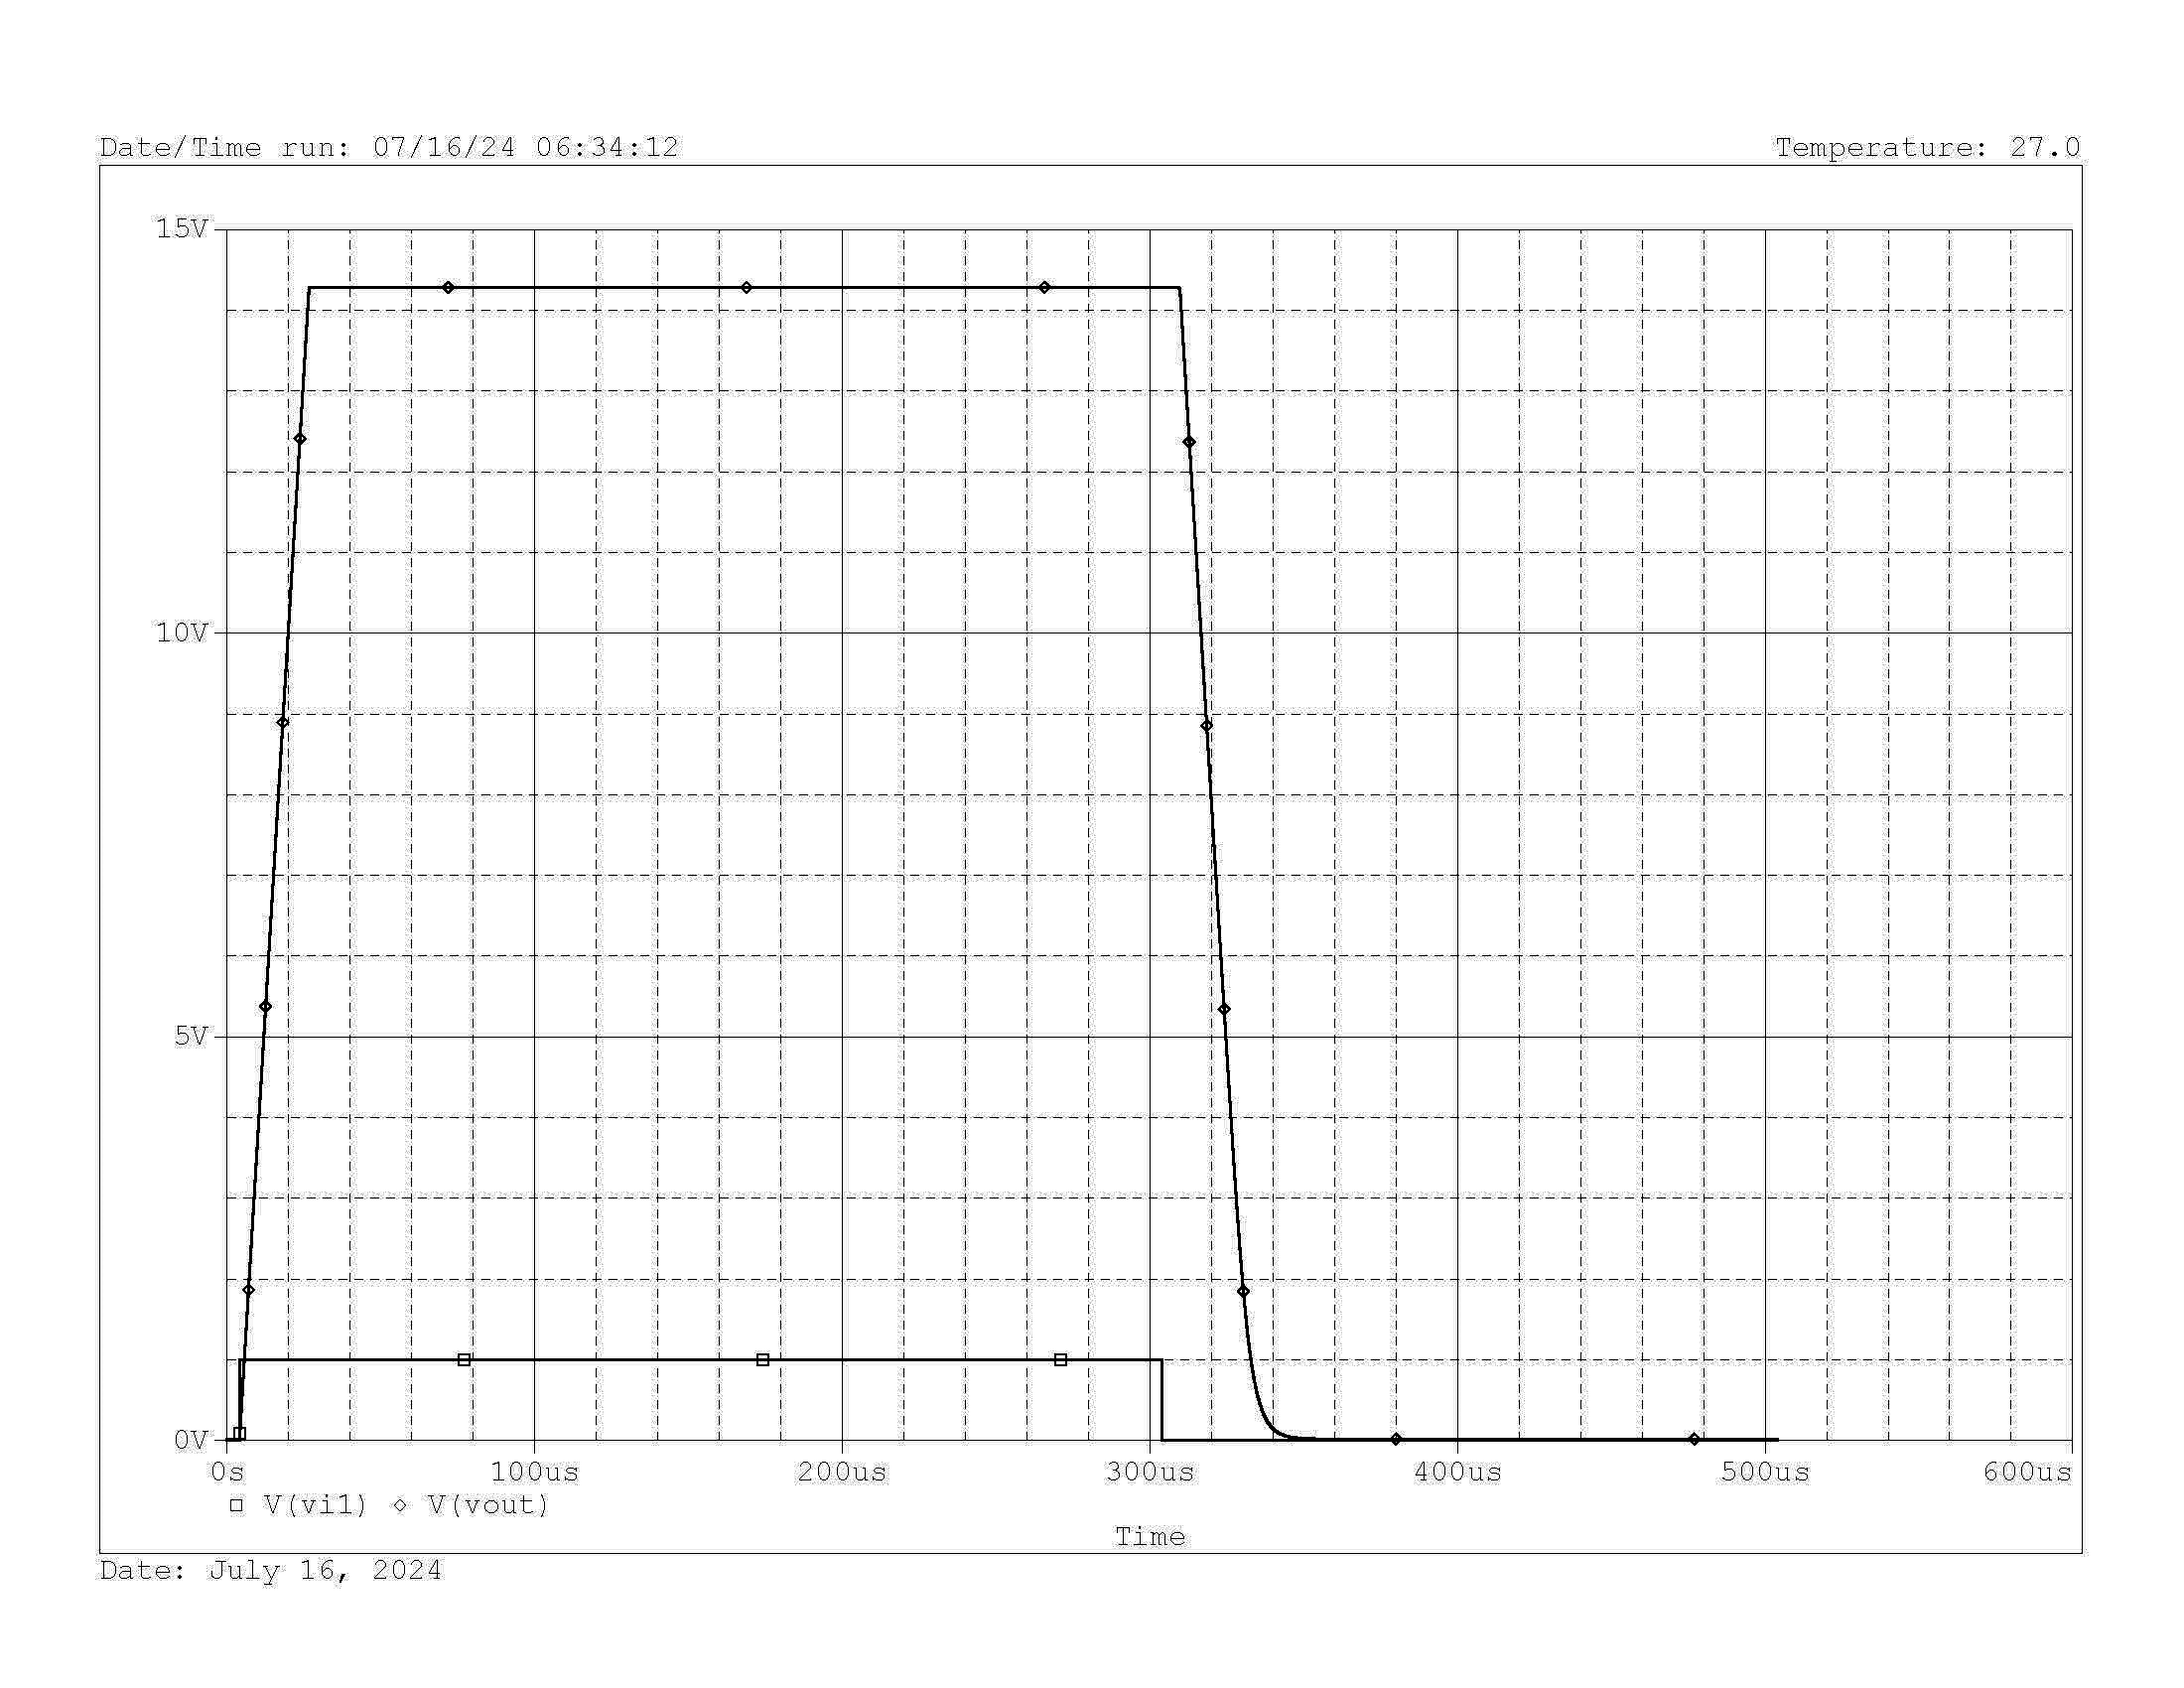 Date/Time run: 07/16/24 06:34:12
Temperature: 27.0
15V
10V
5V
0V
0s 100us 200us 300us 400us 500us 600us
V(vi1) V(vout)
Time
Date: July 16, 2024